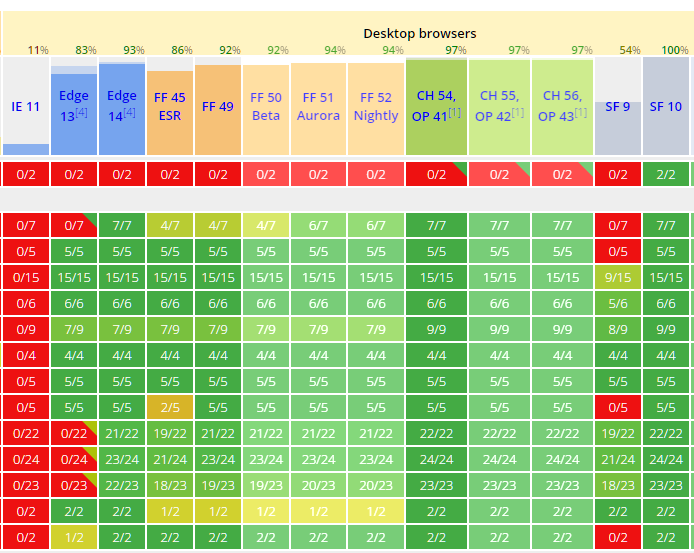 Desktop browsers
11% 83% 93% 86% 92% 92% 94% 94% 97% 97% 97% 54% 100%
IE 11 Edge 13[4] Edge 14[4] FF 45 ESR FF 49 FF 50 Beta FF 51 Aurora FF 52 Nightly CH 54, OP 41[1] CH 55, OP 42[1] CH 56, OP 43[1] SF 9 SF 10
0/2 0/2 0/2 0/2 0/2 0/2 0/2 0/2 0/2 0/2 0/2 0/2 2/2
0/7 0/7 7/7 4/7 4/7 4/7 6/7 6/7 7/7 7/7 7/7 0/7 7/7
0/5 5/5 5/5 5/5 5/5 5/5 5/5 5/5 5/5 5/5 5/5 0/5 5/5
0/15 15/15 15/15 15/15 15/15 15/15 15/15 15/15 15/15 15/15 15/15 9/15 15/15
0/6 6/6 6/6 6/6 6/6 6/6 6/6 6/6 6/6 6/6 6/6 5/6 6/6
0/9 7/9 7/9 7/9 7/9 7/9 7/9 7/9 9/9 9/9 9/9 8/9 9/9
0/4 4/4 4/4 4/4 4/4 4/4 4/4 4/4 4/4 4/4 4/4 4/4 4/4
0/5 5/5 5/5 5/5 5/5 5/5 5/5 5/5 5/5 5/5 5/5 5/5 5/5
0/5 5/5 5/5 2/5 5/5 5/5 5/5 5/5 5/5 5/5 5/5 0/5 5/5
0/22 0/22 21/22 19/22 21/22 21/22 21/22 21/22 22/22 22/22 22/22 19/22 22/22
0/24 0/24 23/24 21/24 23/24 23/24 23/24 23/24 24/24 24/24 24/24 21/24 24/24
0/23 0/23 22/23 18/23 19/23 19/23 20/23 20/23 23/23 23/23 23/23 18/23 23/23
0/2 2/2 2/2 1/2 1/2 1/2 1/2 1/2 2/2 2/2 2/2 2/2 2/2
0/2 1/2 2/2 2/2 2/2 2/2 2/2 2/2 2/2 2/2 2/2 0/2 2/2